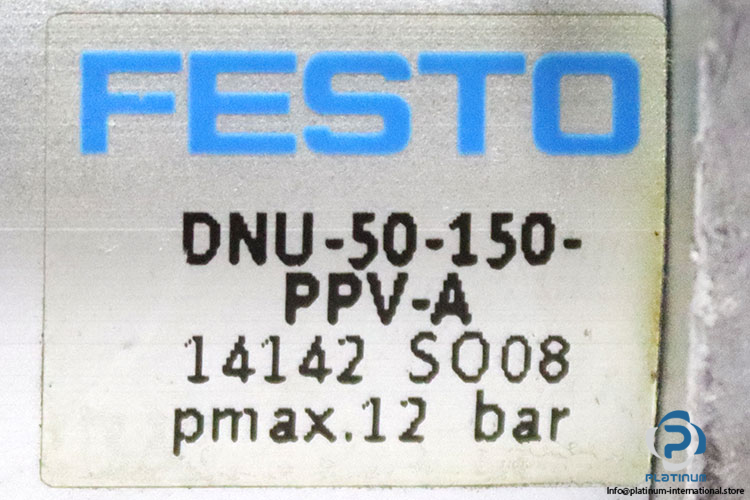 FESTO
DNU-50-150-
PPV-A
14142 SO08
pmax.12 bar
PLATINUM
Info@platinum-international.store